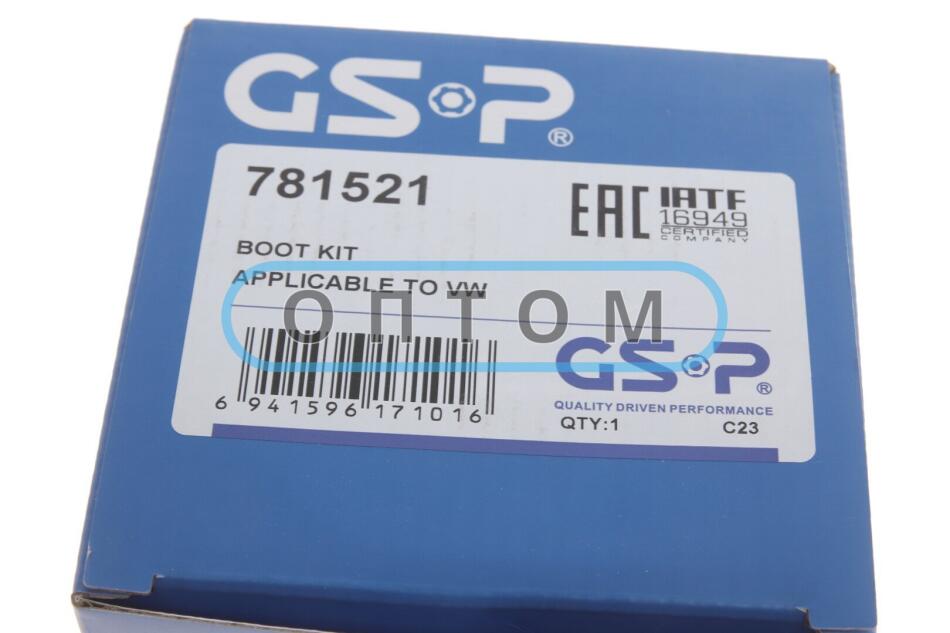 GSP®
781521
EAC IATF
16949
CERTIFIED
COMPANY
BOOT KIT
APPLICABLE TO VW
ОПТОМ
6 941596 171016
GSP®
QUALITY DRIVEN PERFORMANCE
QTY:1 C23